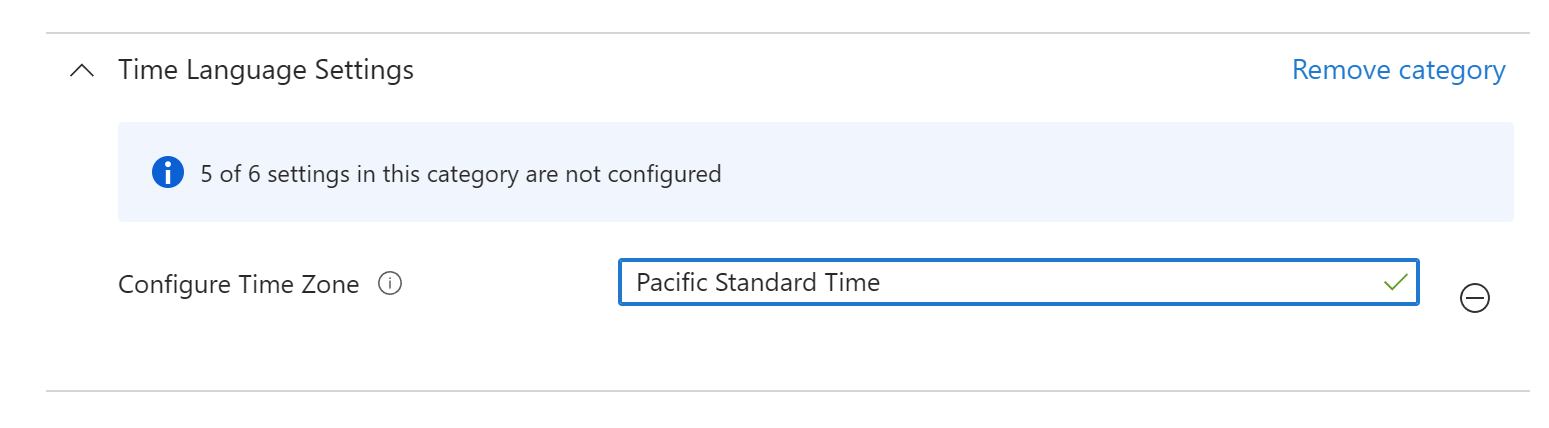 Time Language Settings
Remove category
5 of 6 settings in this category are not configured
Configure Time Zone
Pacific Standard Time